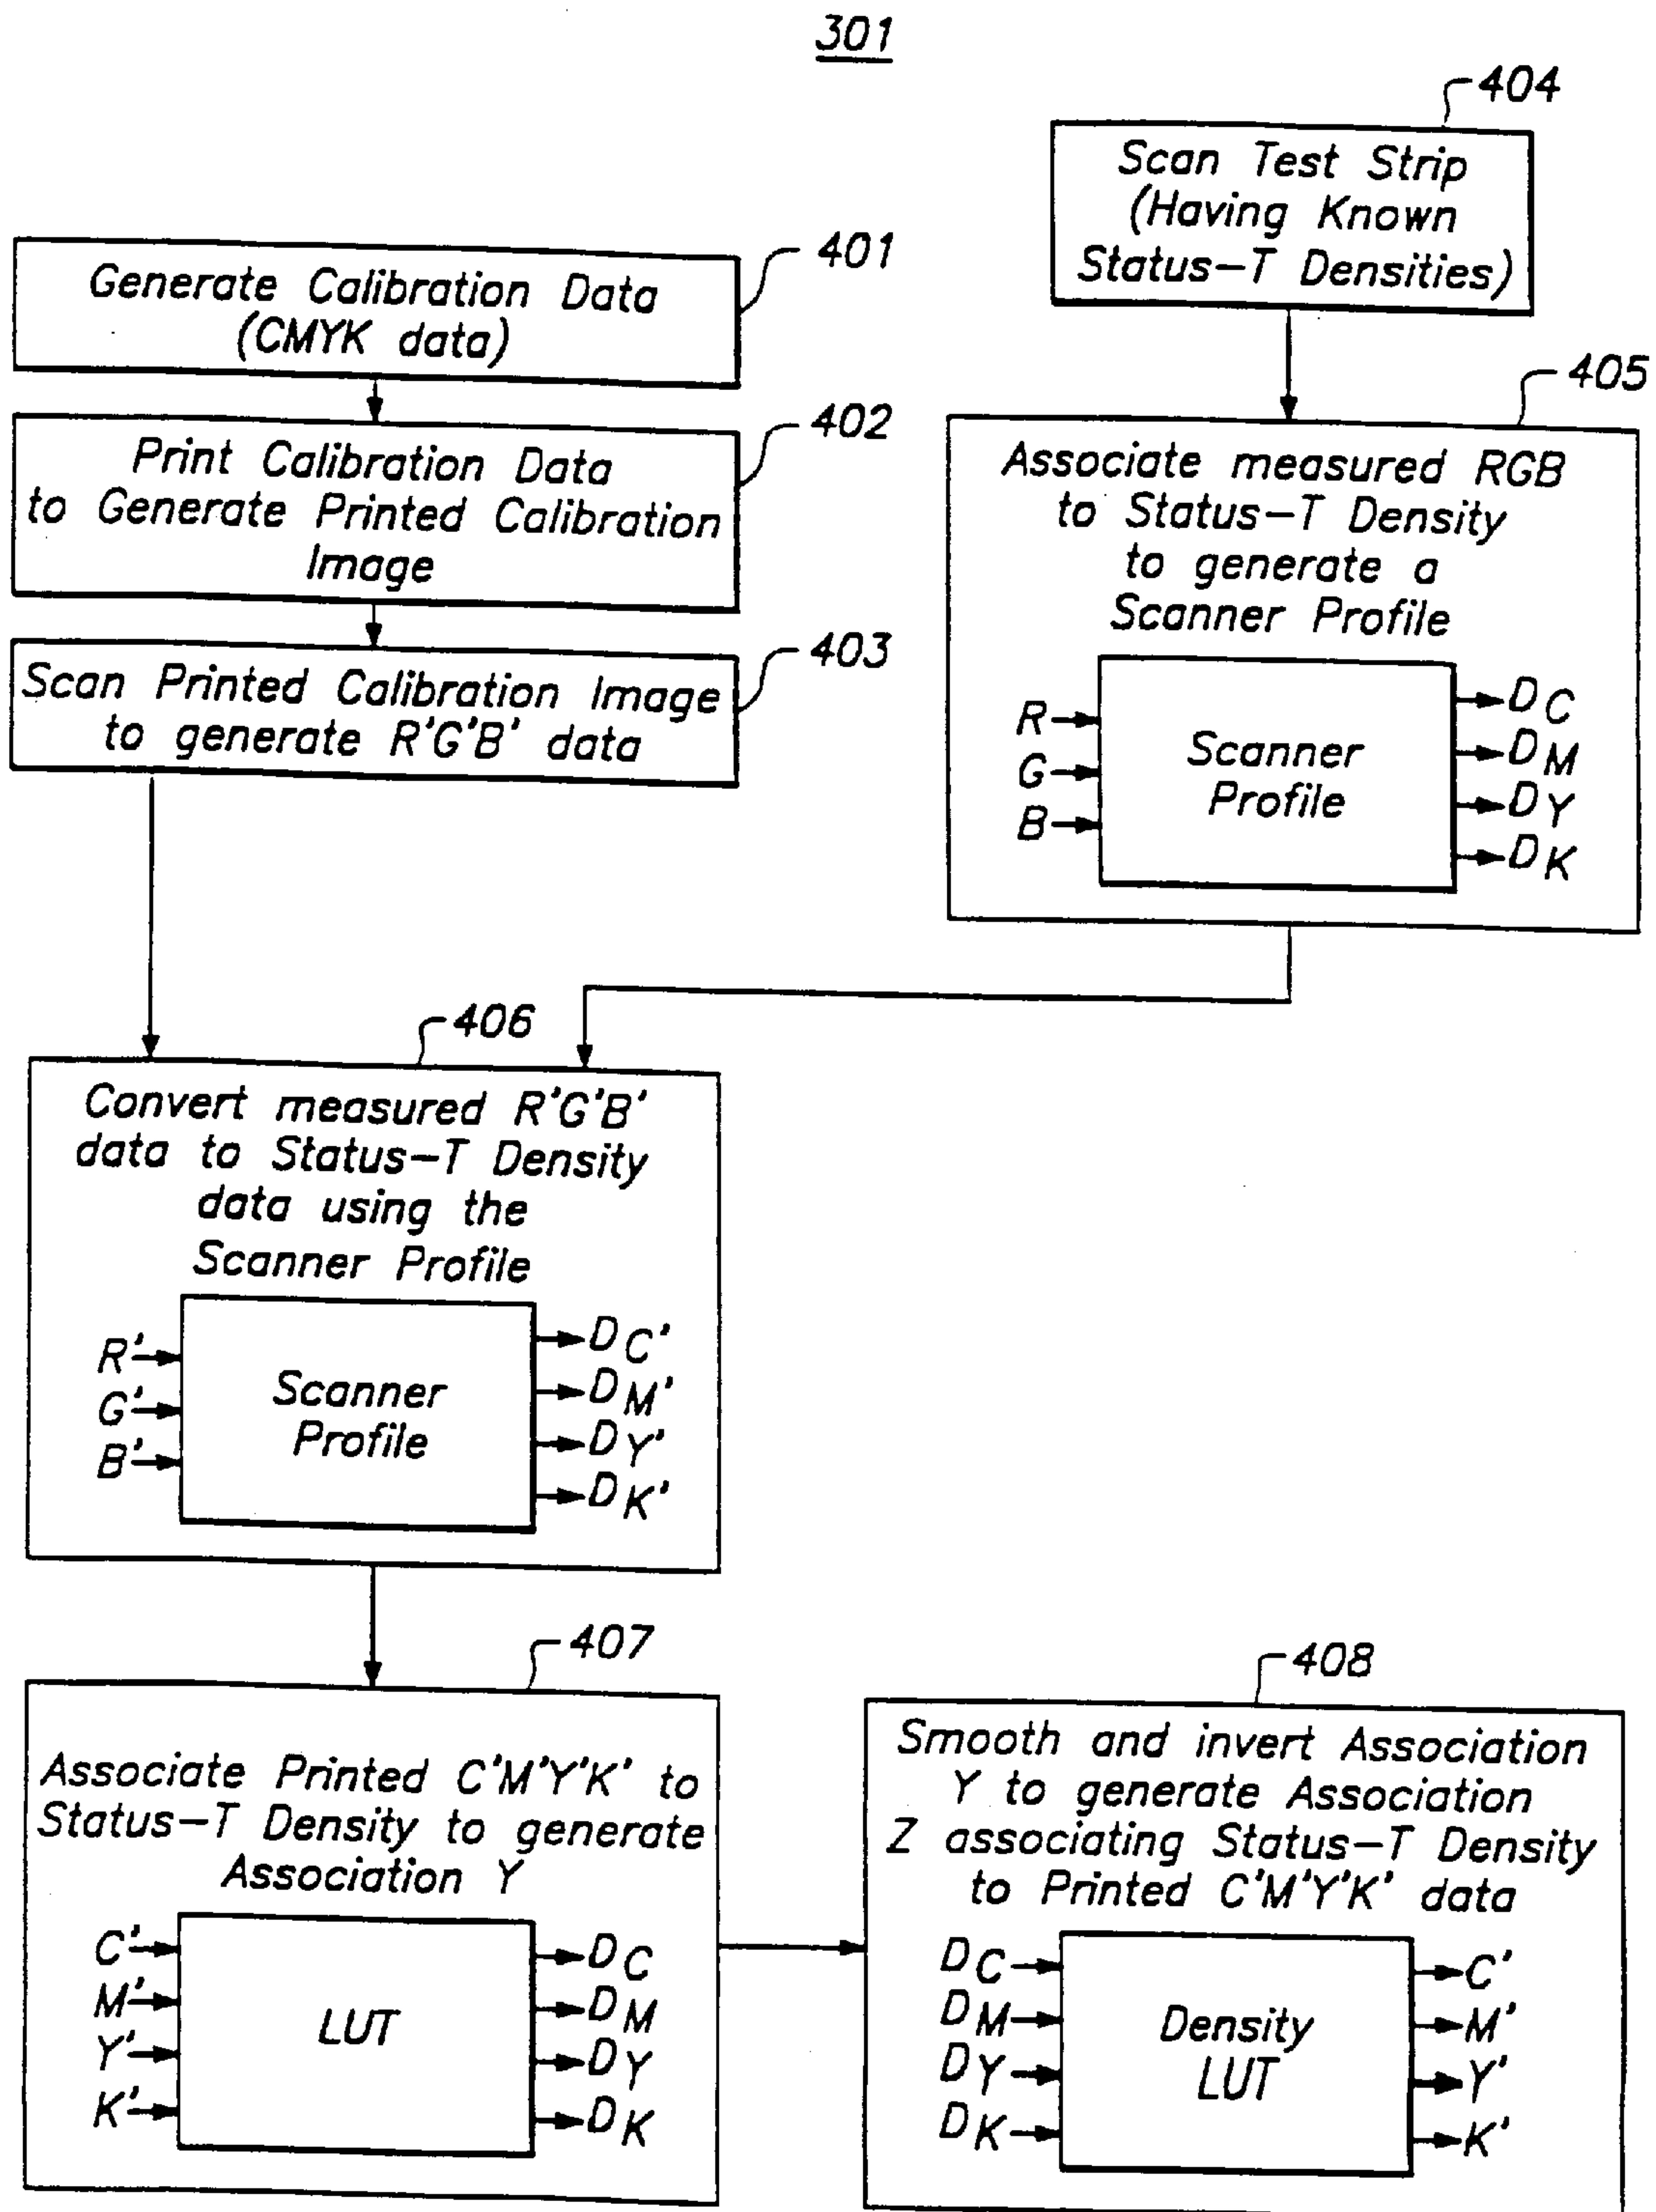 301
404
Scan Test Strip
(Having Known
Status-T Densities)
401
Generate Calibration Data
(CMYK data)
402
Print Calibration Data
to Generate Printed Calibration
Image
403
Scan Printed Calibration Image
to generate R'G'B' data
405
Associate measured RGB
to Status-T Density
to generate a
Scanner Profile
R
G
B
Scanner
Profile
DC
DM
DY
DK
406
Convert measured R'G'B'
data to Status-T Density
data using the
Scanner Profile
R'
G'
B'
Scanner
Profile
DC'
DM'
DY'
DK'
407
Associate Printed C'M'Y'K' to
Status-T Density to generate
Association Y
C'
M'
Y'
K'
LUT
DC
DM
DY
DK
408
Smooth and invert Association
Y to generate Association
Z associating Status-T Density
to Printed C'M'Y'K' data
DC
DM
DY
DK
Density
LUT
C'
M'
Y'
K'